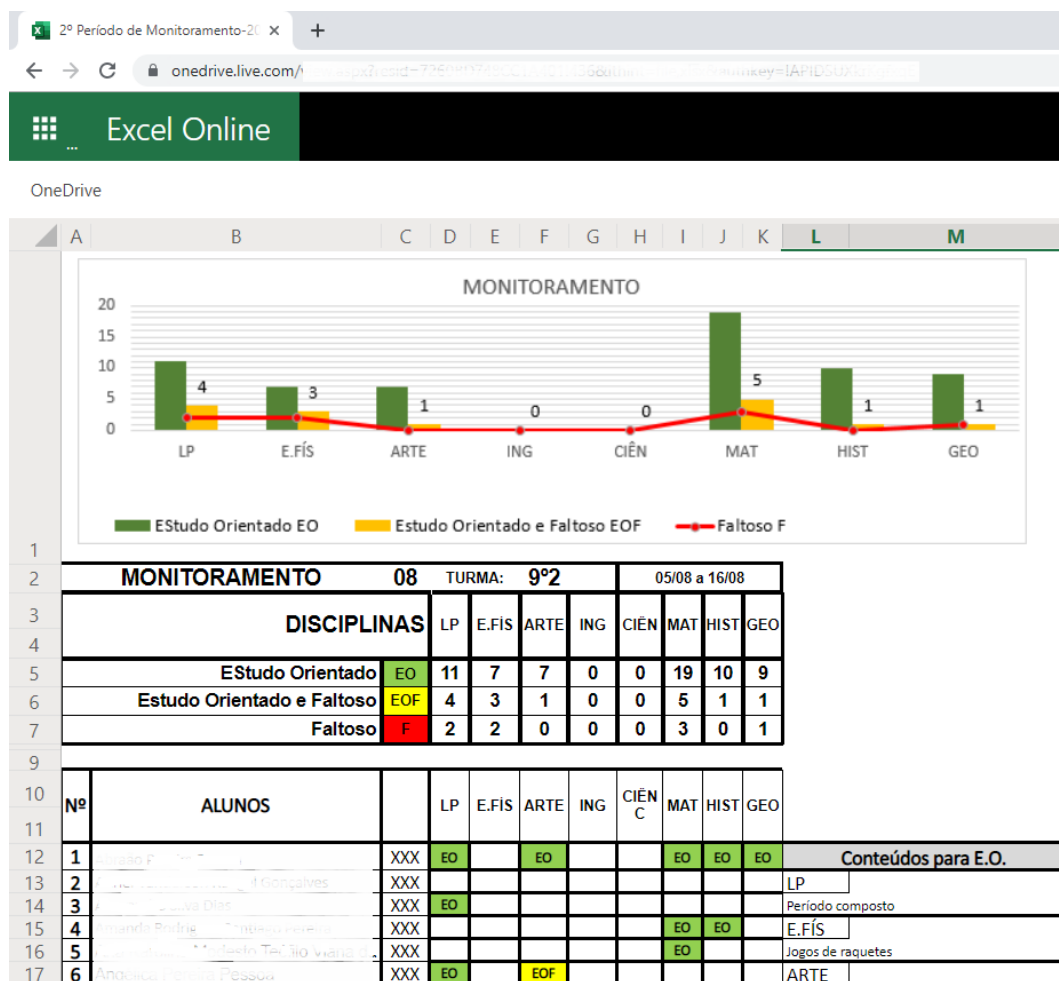 2º Período de Monitoramento-20
onedrive.live.com/
Excel Online
...
OneDrive
A B C D E F G H I J K L M
MONITORAMENTO
20
15
10
5
0
4 3 1 0 0 5 1 1
LP E.FÍS ARTE ING CIÊN MAT HIST GEO
EStudo Orientado EO Estudo Orientado e Faltoso EOF Faltoso F
1
2 MONITORAMENTO 08 TURMA: 9º2 05/08 a 16/08
3 DISCIPLINAS LP E.FÍS ARTE ING CIÊN MAT HIST GEO
4
5 EStudo Orientado EO 11 7 7 0 0 19 10 9
6 Estudo Orientado e Faltoso EOF 4 3 1 0 0 5 1 1
7 Faltoso F 2 2 0 0 0 3 0 1
9
10 Nº ALUNOS LP E.FÍS ARTE ING CIÊN MAT HIST GEO
C
11
12 1 XXX EO EO EO EO EO Conteúdos para E.O.
13 2 Gonçalves XXX LP
14 3 Dias XXX EO Período composto
15 4 Amanda XXX EO EO E.FÍS
16 5 Modesto XXX EO Jogos de raquetes
17 6 Angélica Pereira Pessoa XXX EO EOF ARTE